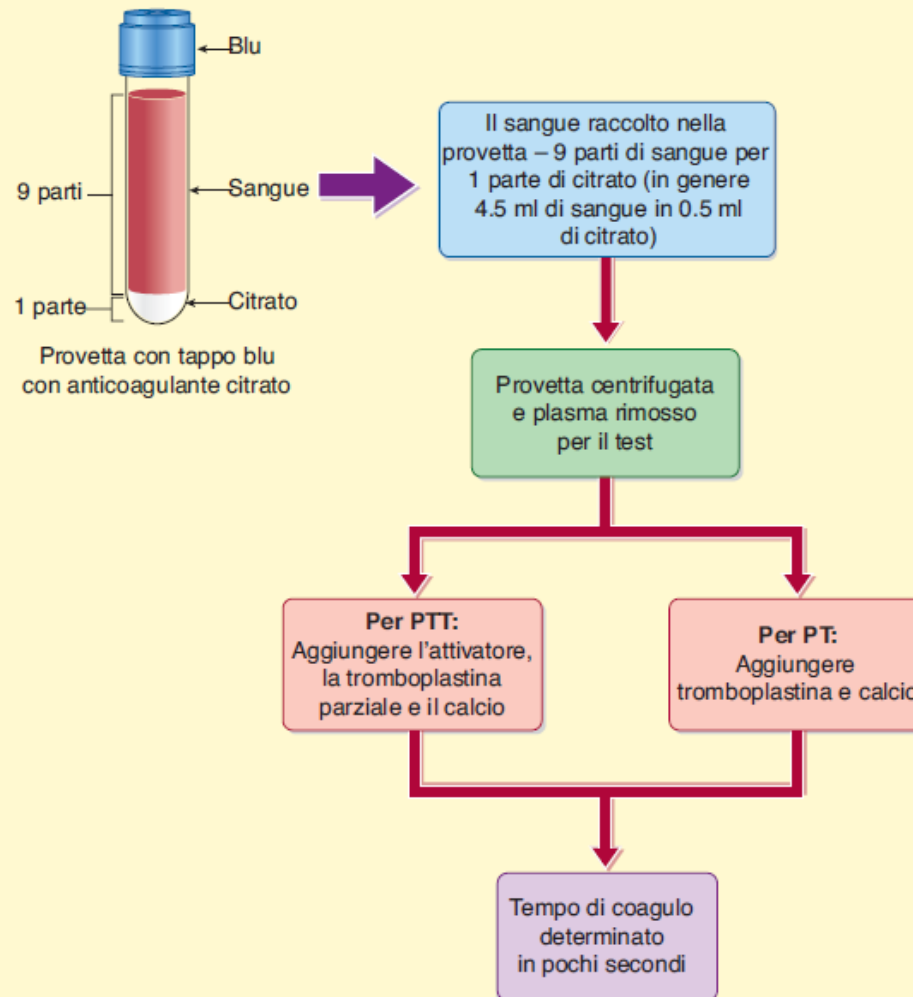 Blu
9 parti
Sangue
1 parte
Citrato
Provetta con tappo blu
con anticoagulante citrato
Il sangue raccolto nella
provetta – 9 parti di sangue per
1 parte di citrato (in genere
4.5 ml di sangue in 0.5 ml
di citrato)
Provetta centrifugata
e plasma rimosso
per il test
Per PTT:
Aggiungere l'attivatore,
la tromboplastina
parziale e il calcio
Per PT:
Aggiungere
tromboplastina e calcio
Tempo di coagulo
determinato
in pochi secondi